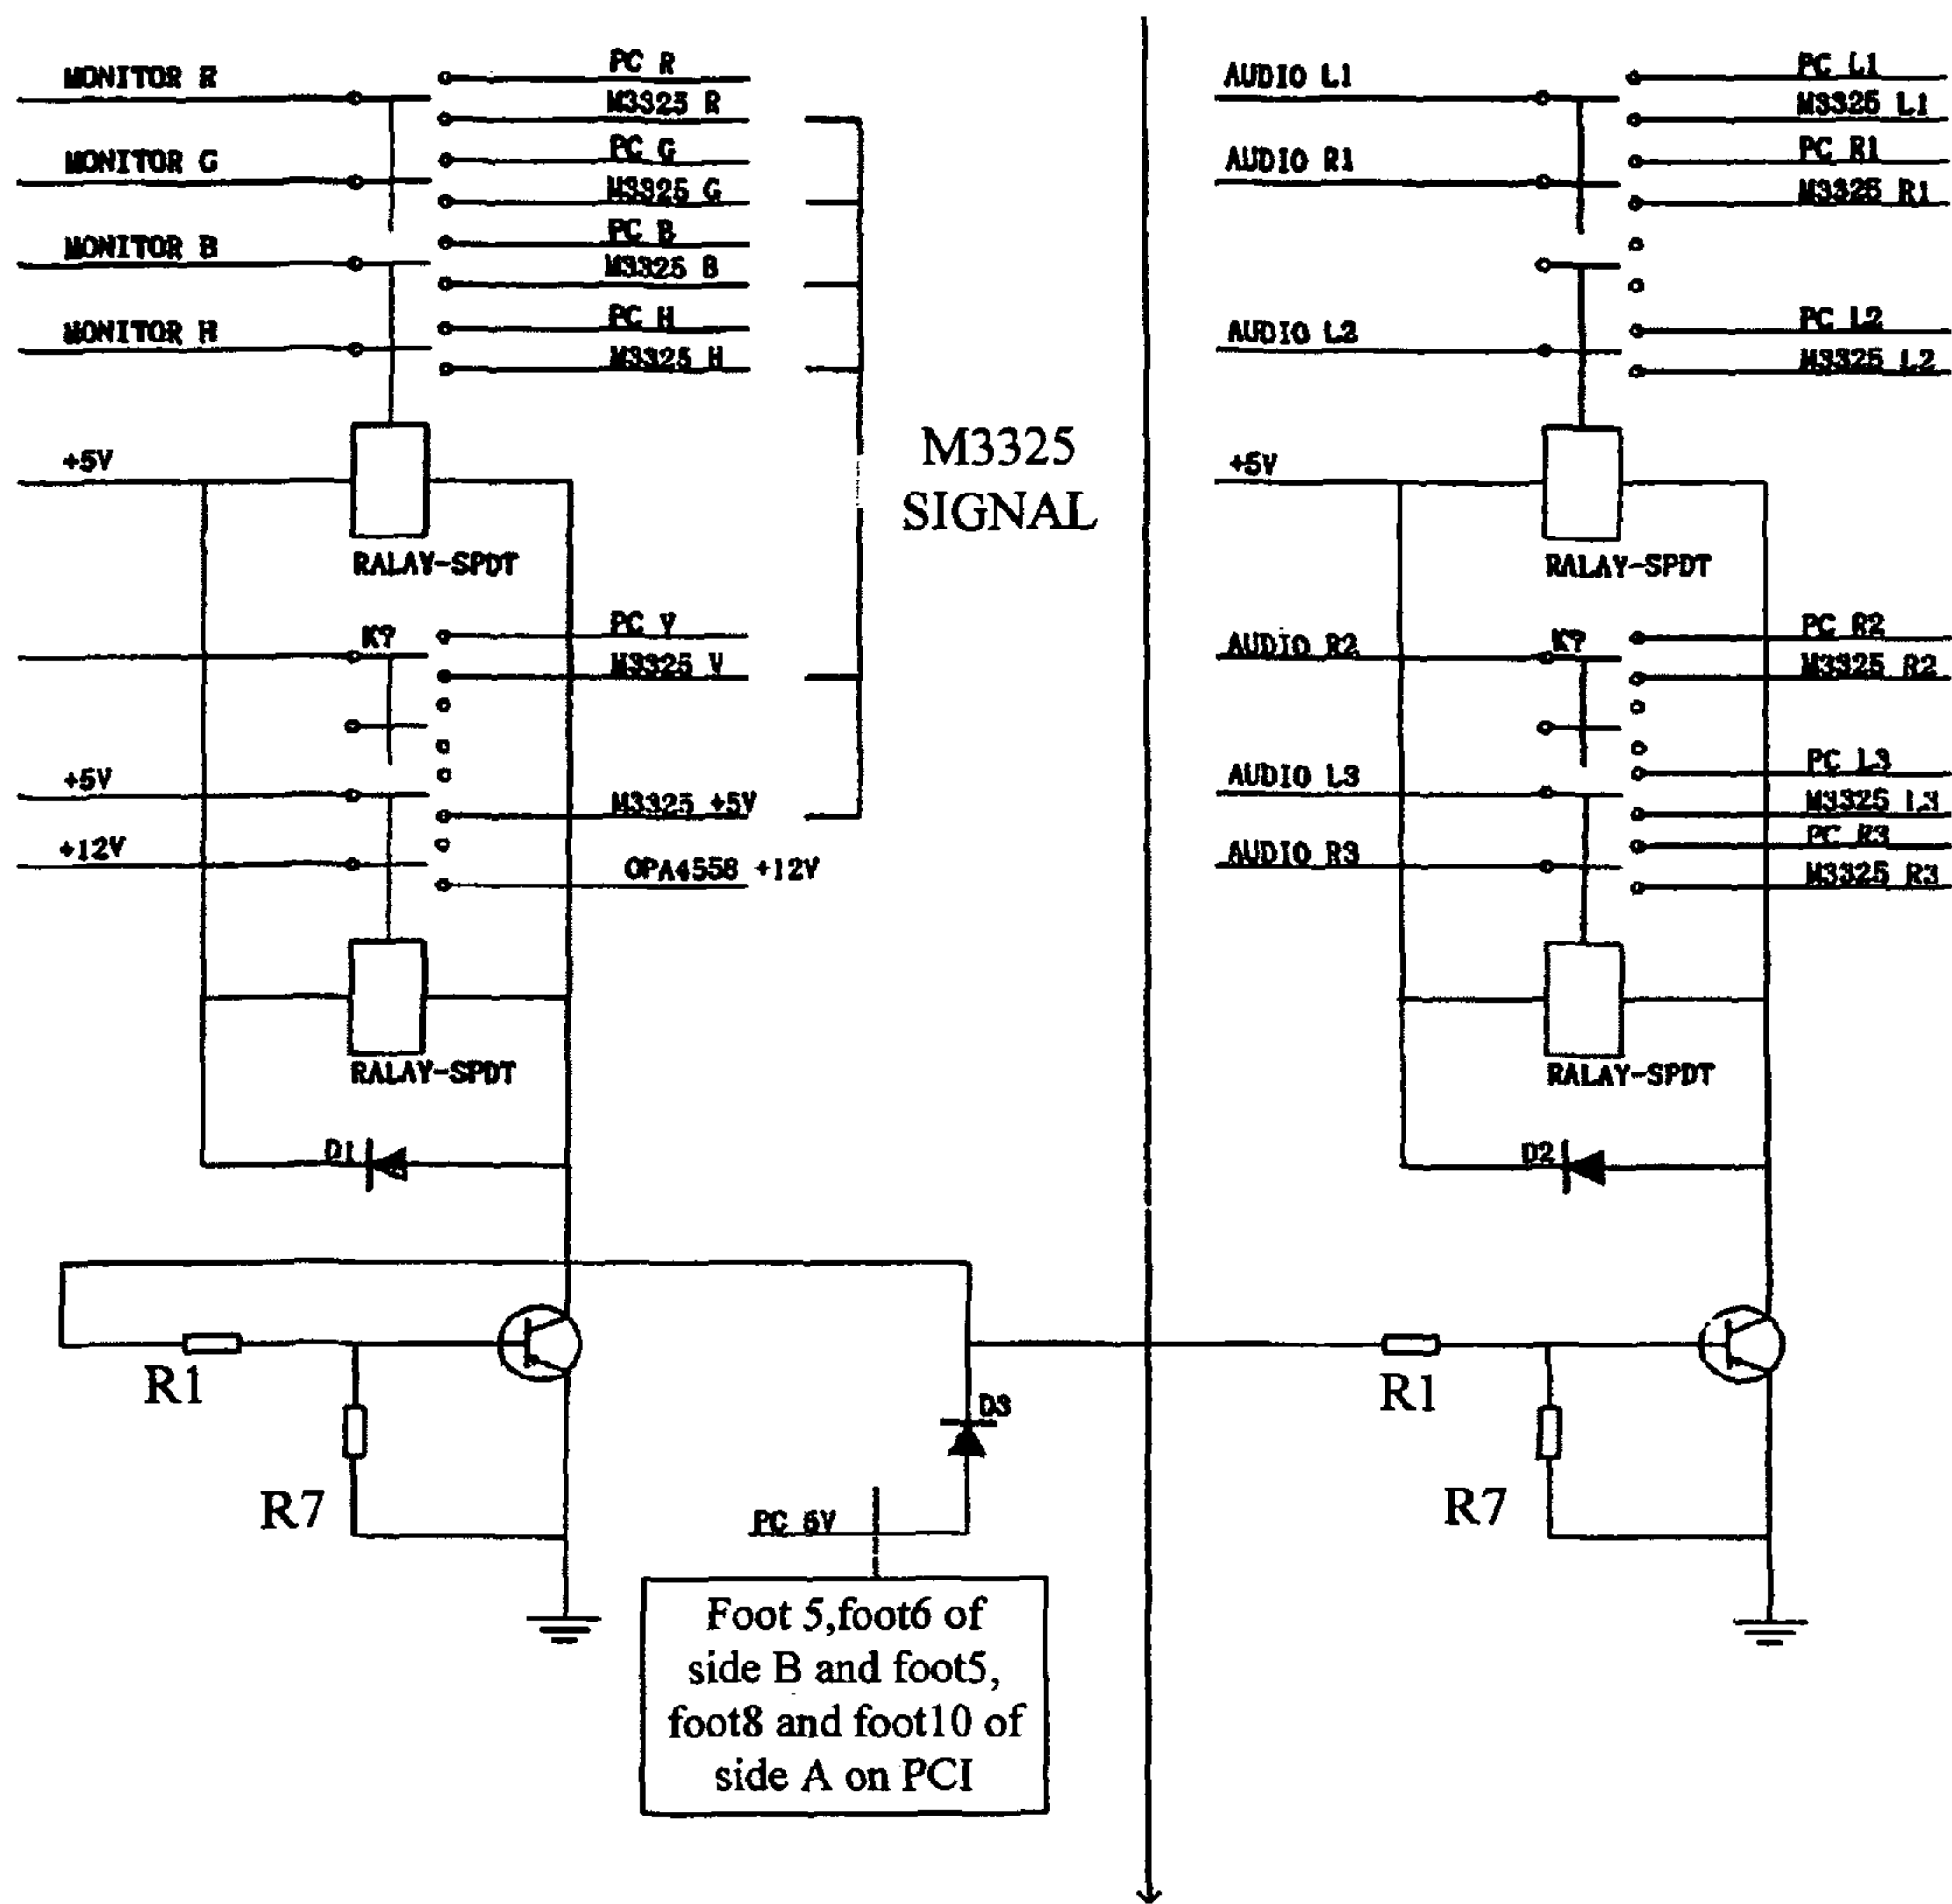 MONITOR R
PC R
M3325 R
MONITOR G
PC G
M3325 G
MONITOR B
PC B
M3325 B
MONITOR H
PC H
M3325 H
+5V
RALAY-SPDT
M3325
SIGNAL
K?
PC V
M3325 V
+5V
M3325 +5V
+12V
OPA4558 +12V
RALAY-SPDT
D1
R1
R7
D3
PC 5V
Foot 5,foot6 of
side B and foot5,
foot8 and foot10 of
side A on PCI
AUDIO L1
PC L1
M3325 L1
AUDIO R1
PC R1
M3325 R1
AUDIO L2
PC L2
M3325 L2
+5V
RALAY-SPDT
AUDIO R2
K?
PC R2
M3325 R2
AUDIO L3
PC L3
M3325 L3
AUDIO R3
PC R3
M3325 R3
RALAY-SPDT
D2
R1
R7